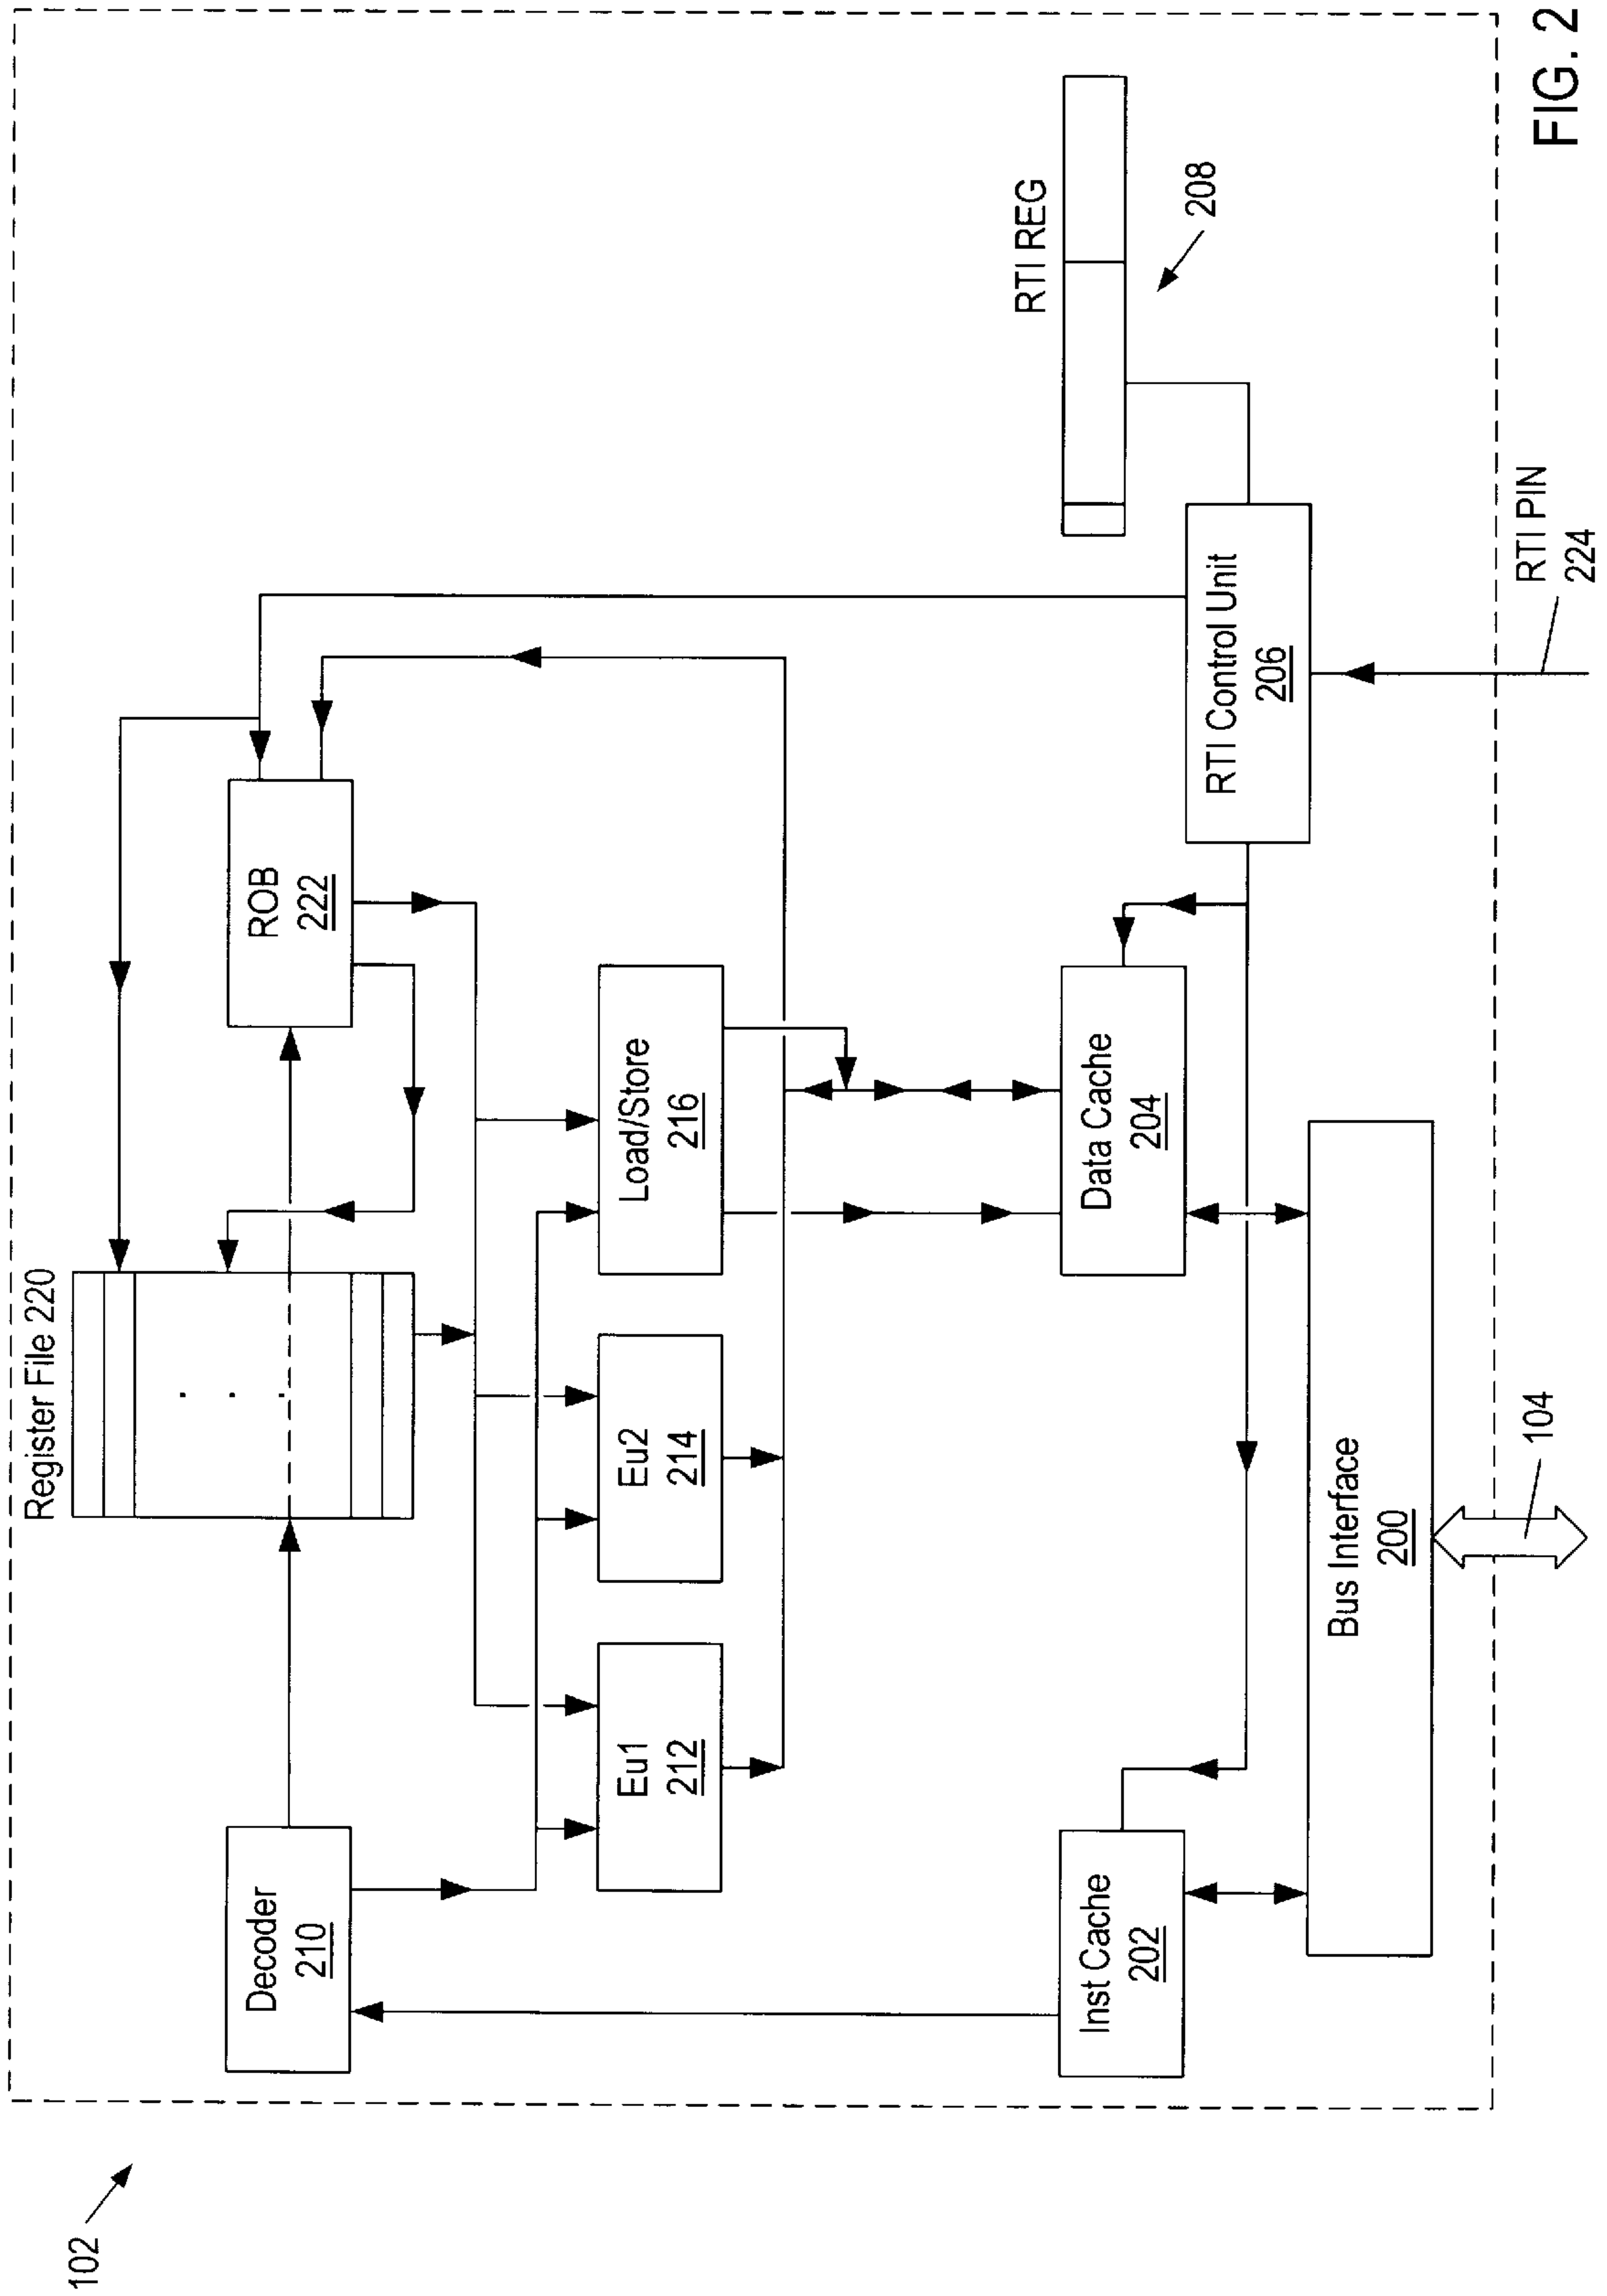 102
Register File 220
Decoder
210
ROB
222
Eu1
212
Eu2
214
Load/Store
216
RTI REG
208
Inst Cache
202
Data Cache
204
RTI Control Unit
206
Bus Interface
200
104
RTI PIN
224
FIG. 2